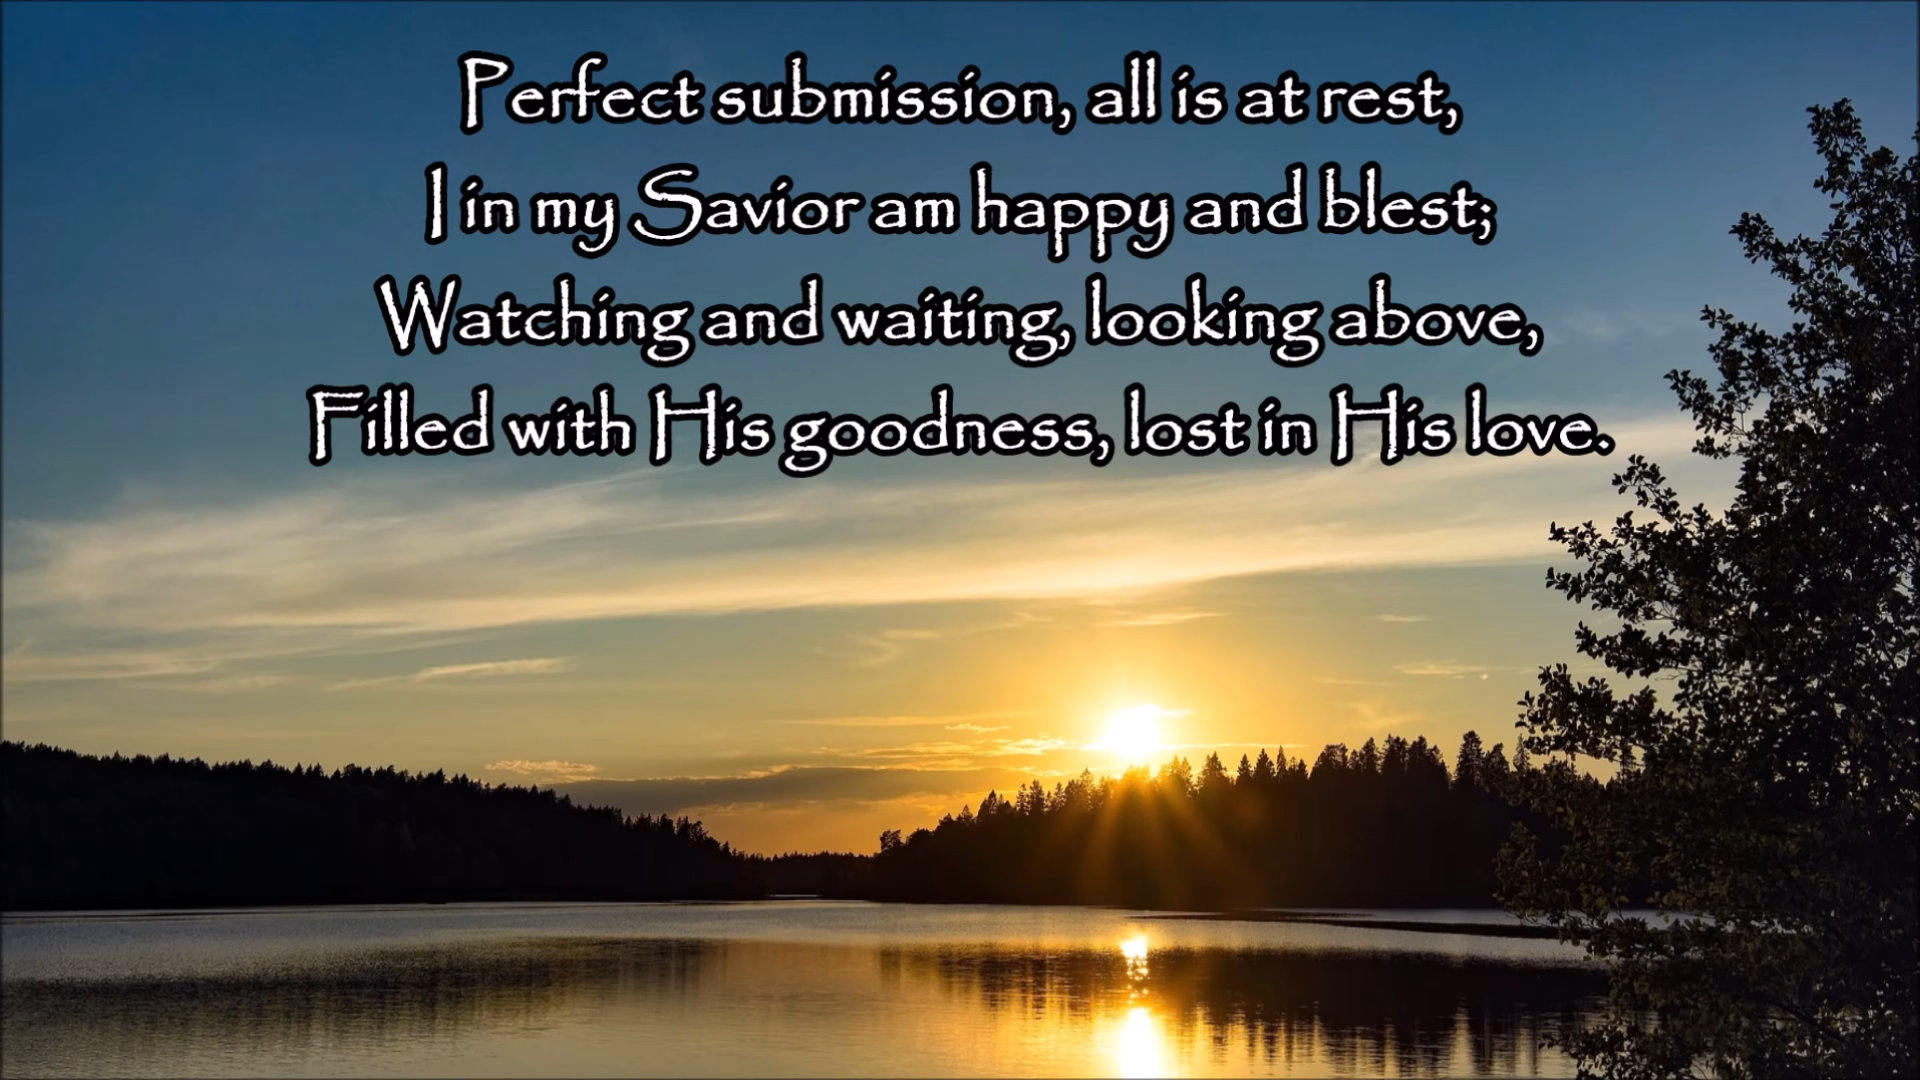 Perfect submission, all is at rest,
I in my Savior am happy and blest;
Watching and waiting, looking above,
Filled with His goodness, lost in His love.